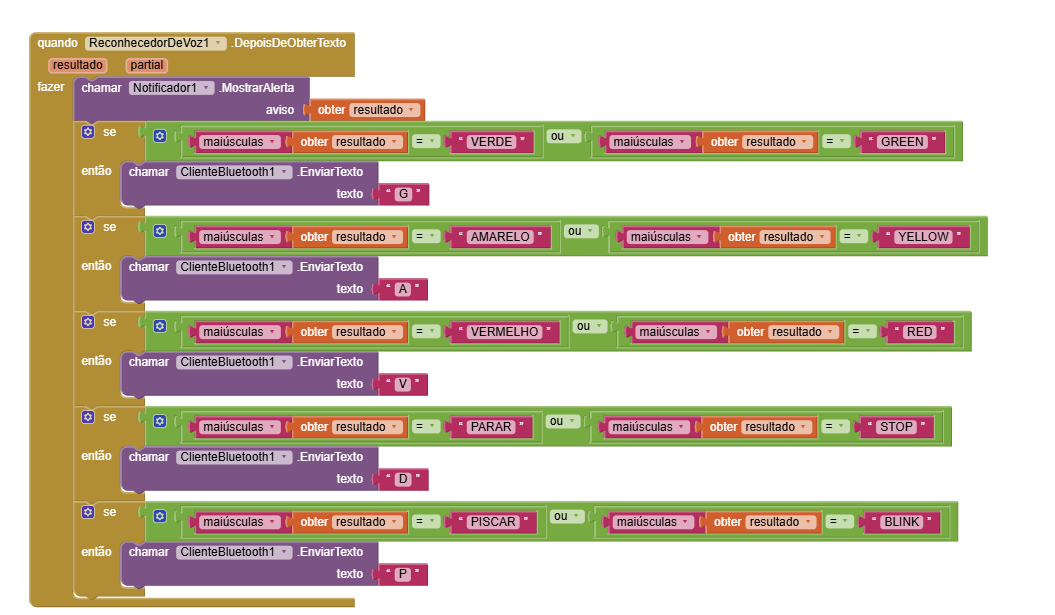 quando ReconhecedorDeVoz1 .DepoisDeObterTexto
resultado partial
fazer chamar Notificador1 .MostrarAlerta
aviso obter resultado
se maiúsculas obter resultado = “ VERDE ” ou maiúsculas obter resultado = “ GREEN ”
então chamar ClienteBluetooth1 .EnviarTexto
texto “ G ”
se maiúsculas obter resultado = “ AMARELO ” ou maiúsculas obter resultado = “ YELLOW ”
então chamar ClienteBluetooth1 .EnviarTexto
texto “ A ”
se maiúsculas obter resultado = “ VERMELHO ” ou maiúsculas obter resultado = “ RED ”
então chamar ClienteBluetooth1 .EnviarTexto
texto “ V ”
se maiúsculas obter resultado = “ PARAR ” ou maiúsculas obter resultado = “ STOP ”
então chamar ClienteBluetooth1 .EnviarTexto
texto “ D ”
se maiúsculas obter resultado = “ PISCAR ” ou maiúsculas obter resultado = “ BLINK ”
então chamar ClienteBluetooth1 .EnviarTexto
texto “ P ”